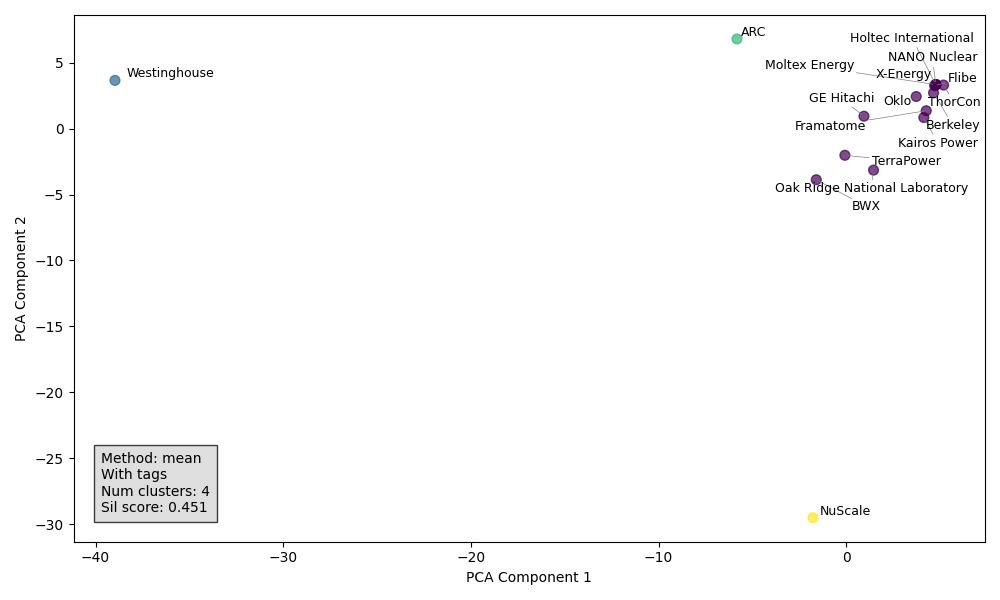 ARC
Holtec International
NANO Nuclear
Moltex Energy
Westinghouse
X-Energy
Flibe
GE Hitachi
Oklo
ThorCon
Framatome
Berkeley
Kairos Power
TerraPower
Oak Ridge National Laboratory
BWX
NuScale
5
0
−5
−10
−15
−20
−25
−30
PCA Component 2
Method: mean
With tags
Num clusters: 4
Sil score: 0.451
−40
−30
−20
−10
0
PCA Component 1